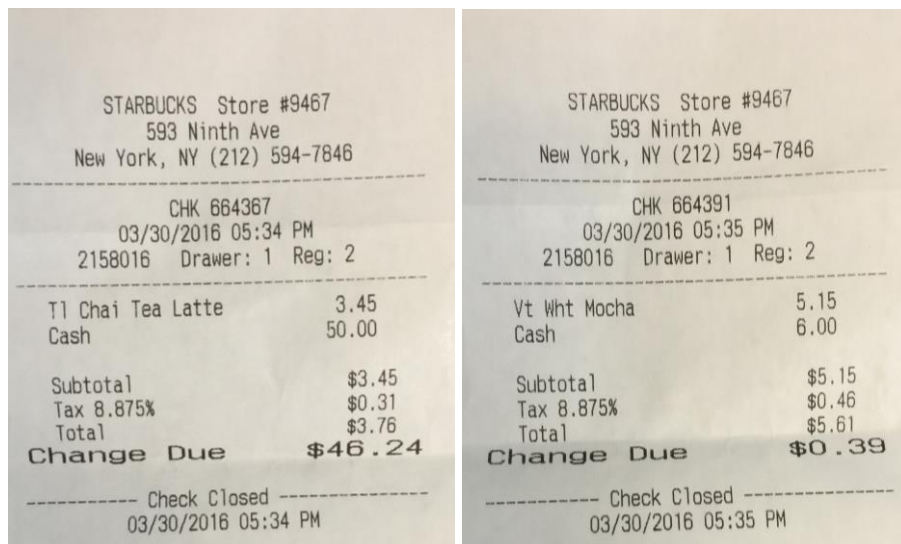 STARBUCKS Store #9467
593 Ninth Ave
New York, NY (212) 594-7846
CHK 664367
03/30/2016 05:34 PM
2158016 Drawer: 1 Reg: 2
Tl Chai Tea Latte 3.45
Cash 50.00
Subtotal $3.45
Tax 8.875% $0.31
Total $3.76
Change Due $46.24
Check Closed
03/30/2016 05:34 PM
STARBUCKS Store #9467
593 Ninth Ave
New York, NY (212) 594-7846
CHK 664391
03/30/2016 05:35 PM
2158016 Drawer: 1 Reg: 2
Vt Wht Mocha 5.15
Cash 6.00
Subtotal $5.15
Tax 8.875% $0.46
Total $5.61
Change Due $0.39
Check Closed
03/30/2016 05:35 PM